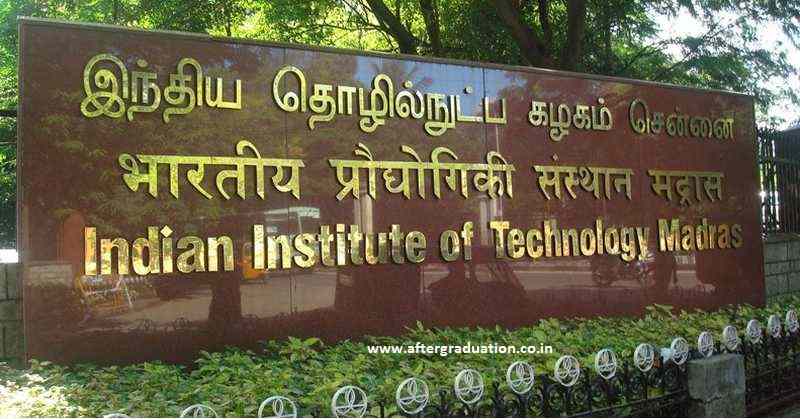 இந்திய தொழில்நுட்ப கழகம் சென்னை
भारतीय प्रौद्योगिकी संस्थान मद्रास
Indian Institute of Technology Madras
www.aftergraduation.co.in